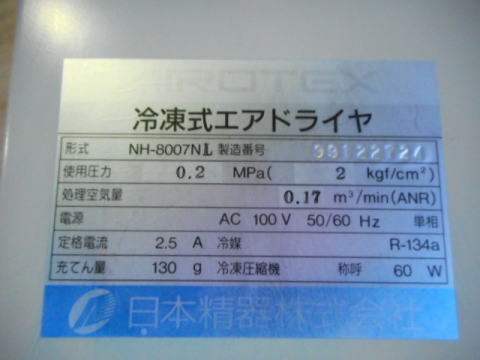 AIROTEX
冷凍式エアドライヤ
形式 NH-8007NL 製造番号 99122724
使用圧力 0.2 MPa( 2 kgf/cm²)
処理空気量 0.17 m³/min(ANR)
電源 AC 100 V 50/60 Hz 単相
定格電流 2.5 A 冷媒 R-134a
充てん量 130 g 冷凍圧縮機 称呼 60 W
日本精器株式会社